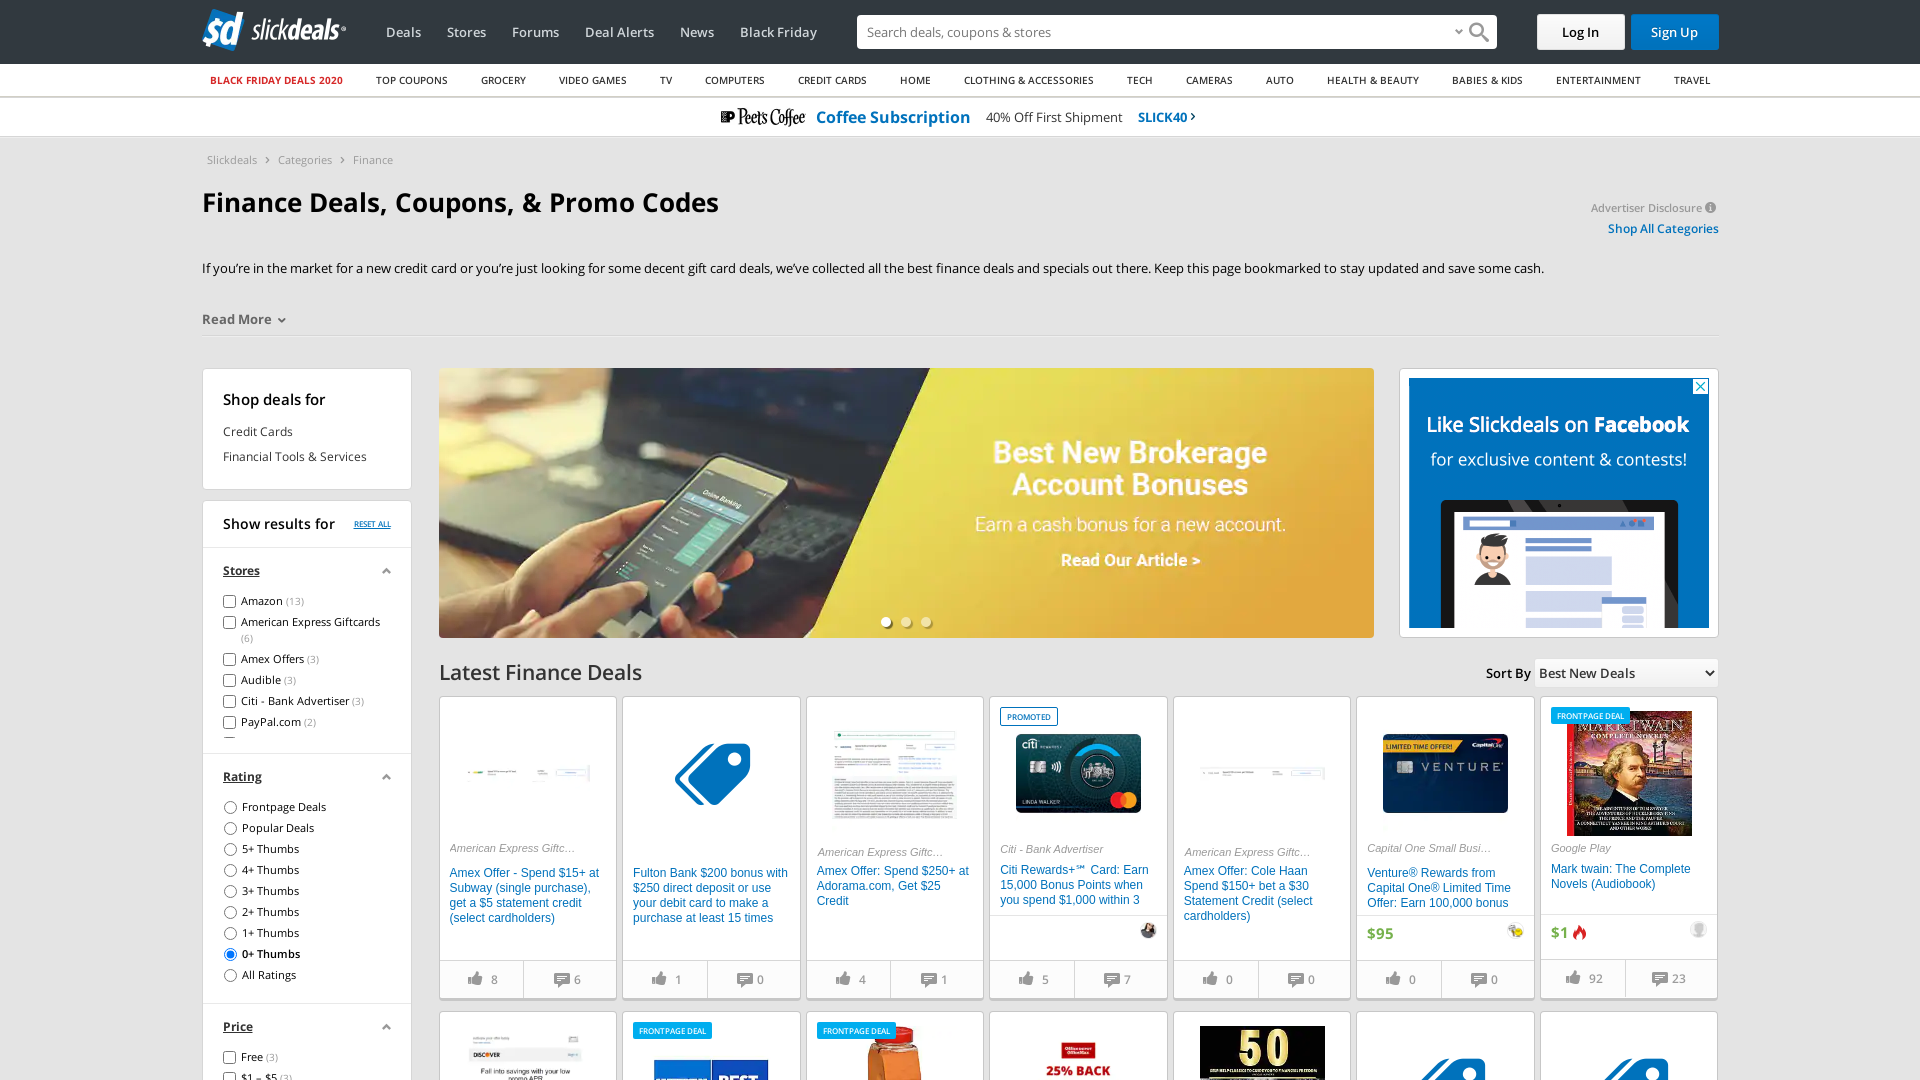 slickdeals
Deals
Stores
Forums
Deal Alerts
News
Black Friday
Search deals, coupons & stores
Log In
Sign Up
BLACK FRIDAY DEALS 2020
TOP COUPONS
GROCERY
VIDEO GAMES
TV
COMPUTERS
CREDIT CARDS
HOME
CLOTHING & ACCESSORIES
TECH
CAMERAS
AUTO
HEALTH & BEAUTY
BABIES & KIDS
ENTERTAINMENT
TRAVEL
Peet's Coffee Coffee Subscription 40% Off First Shipment SLICK40
Slickdeals > Categories > Finance
Finance Deals, Coupons, & Promo Codes
Advertiser Disclosure
Shop All Categories
If you’re in the market for a new credit card or you’re just looking for some decent gift card deals, we’ve collected all the best finance deals and specials out there. Keep this page bookmarked to stay updated and save some cash.
Read More
Shop deals for
Credit Cards
Financial Tools & Services
Show results for RESET ALL
Stores
Amazon (13)
American Express Giftcards
(6)
Amex Offers (3)
Audible (3)
Citi - Bank Advertiser (3)
PayPal.com (2)
Rating
Frontpage Deals
Popular Deals
5+ Thumbs
4+ Thumbs
3+ Thumbs
2+ Thumbs
1+ Thumbs
0+ Thumbs
All Ratings
Price
Free (3)
$1 – $5 (3)
Online Banking
Best New Brokerage
Account Bonuses
Earn a cash bonus for a new account.
Read Our Article >
Like Slickdeals on Facebook
for exclusive content & contests!
Latest Finance Deals
Sort By Best New Deals
American Express Giftc...
Amex Offer - Spend $15+ at
Subway (single purchase),
get a $5 statement credit
(select cardholders)
8
6
Fulton Bank $200 bonus with
$250 direct deposit or use
your debit card to make a
purchase at least 15 times
1
0
American Express Giftc...
Amex Offer: Spend $250+ at
Adorama.com, Get $25
Credit
4
1
PROMOTED
citi
LINDA WALKER
Citi - Bank Advertiser
Citi Rewards+℠ Card: Earn
15,000 Bonus Points when
you spend $1,000 within 3
5
7
American Express Giftc...
Amex Offer: Cole Haan
Spend $150+ bet a $30
Statement Credit (select
cardholders)
0
0
LIMITED TIME OFFER!
Capital One
VENTURE
Capital One Small Busi...
Venture® Rewards from
Capital One® Limited Time
Offer: Earn 100,000 bonus
$95
0
0
FRONTPAGE DEAL
MARK TWAIN
COMPLETE NOVELS
Google Play
Mark twain: The Complete
Novels (Audiobook)
$1
92
23
DISCOVER
Fall into savings with your low
promo APR
FRONTPAGE DEAL
BEST
FRONTPAGE DEAL
Office DEPOT
OfficeMax
25% BACK
50